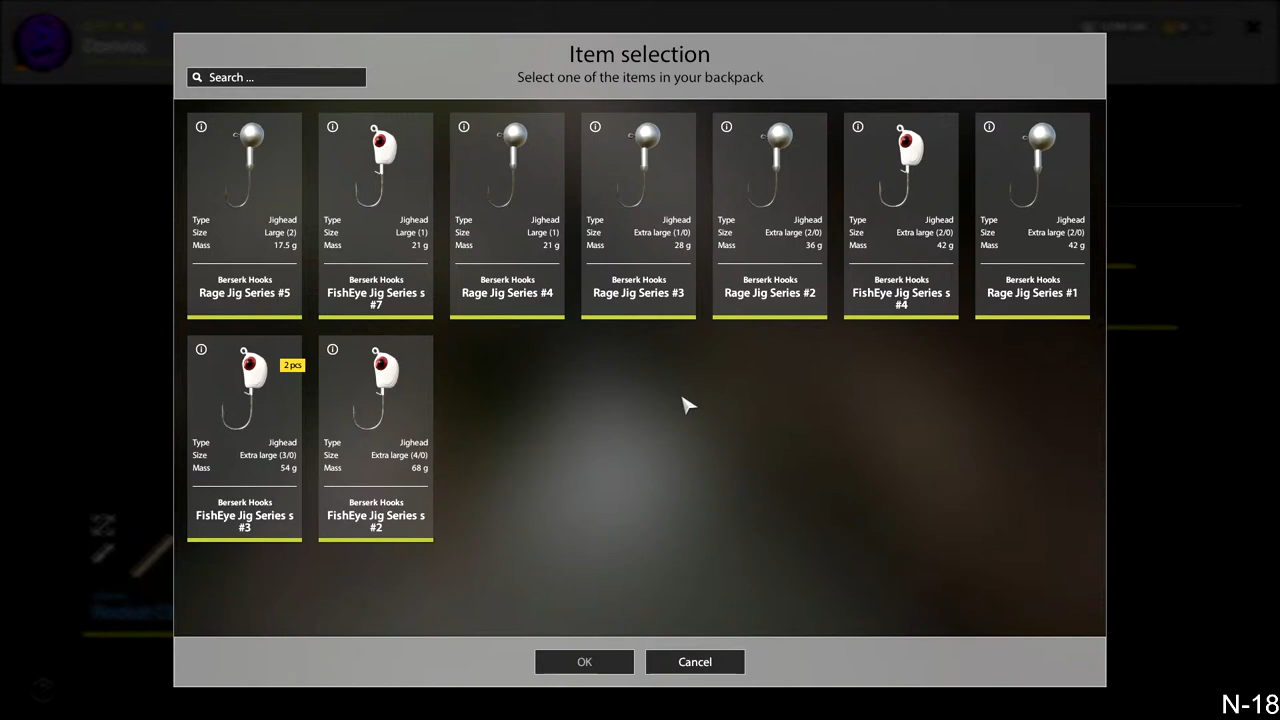 Item selection
Search ...
Select one of the items in your backpack
Type Jighead
Size Large (2)
Mass 17.5 g
Berserk Hooks
Rage Jig Series #5
Type Jighead
Size Large (1)
Mass 21 g
Berserk Hooks
FishEye Jig Series s
#7
Type Jighead
Size Large (1)
Mass 21 g
Berserk Hooks
Rage Jig Series #4
Type Jighead
Size Extra large (1/0)
Mass 28 g
Berserk Hooks
Rage Jig Series #3
Type Jighead
Size Extra large (2/0)
Mass 36 g
Berserk Hooks
Rage Jig Series #2
Type Jighead
Size Extra large (2/0)
Mass 42 g
Berserk Hooks
FishEye Jig Series s
#4
Type Jighead
Size Extra large (2/0)
Mass 42 g
Berserk Hooks
Rage Jig Series #1
2 pcs
Type Jighead
Size Extra large (3/0)
Mass 54 g
Berserk Hooks
FishEye Jig Series s
#3
Type Jighead
Size Extra large (4/0)
Mass 68 g
Berserk Hooks
FishEye Jig Series s
#2
OK
Cancel
N-18